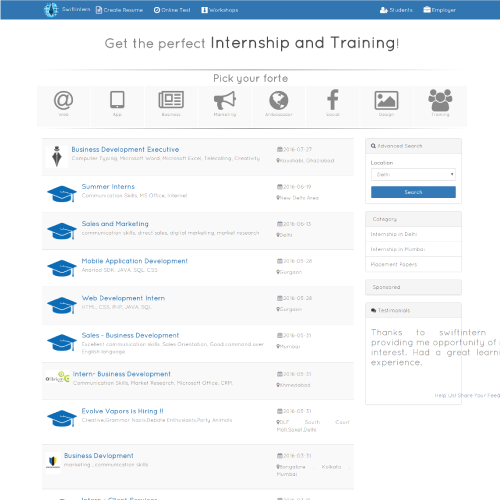 Swiftintern Create Resume Online Test Workshops Students Employer
Get the perfect Internship and Training!
Pick your forte
Web App Business Marketing Ambassador Social Design Training
Business Development Executive 2016-07-27
Computer Typing, Microsoft Word, Microsoft Excel, Telecalling, Creativity Kaushabi, Ghaziabad
Summer Interns 2016-06-19
Communication Skills, MS Office, Internet New Delhi Area
Sales and Marketing 2016-06-13
communication skills, direct sales, digital marketing, market research Delhi
Mobile Application Development 2016-05-28
Android SDK, JAVA, SQL, CSS Gurgaon
Web Development Intern 2016-05-28
HTML, CSS, PHP, JAVA, SQL Gurgaon
Sales - Business Development 2016-03-31
Excellent communication skills, Sales Orientation, Good command over Mumbai
English language
Intern- Business Development 2016-03-31
Communication Skills, Market Research, Microsoft Office, CRM, Ahmedabad
Evolve Vapors is Hiring !! 2016-03-31
Creative,Grammar Nazis,Debate Enthusiasts,Party Animals DLF South Court
Mall,Saket,Delhi
Business Devlopment 2016-03-31
marketing , communication skills Bangalore Kolkata
Mumbai
Intern - Client Services
Advanced Search
Location
Delhi
Search
Category
Internship in Delhi
Internship in Mumbai
Placement Papers
Sponsored
Testimonials
Thanks to swiftintern
providing me opportunity of
interest. Had a great learn
experience.
Help Us! Share Your Feed